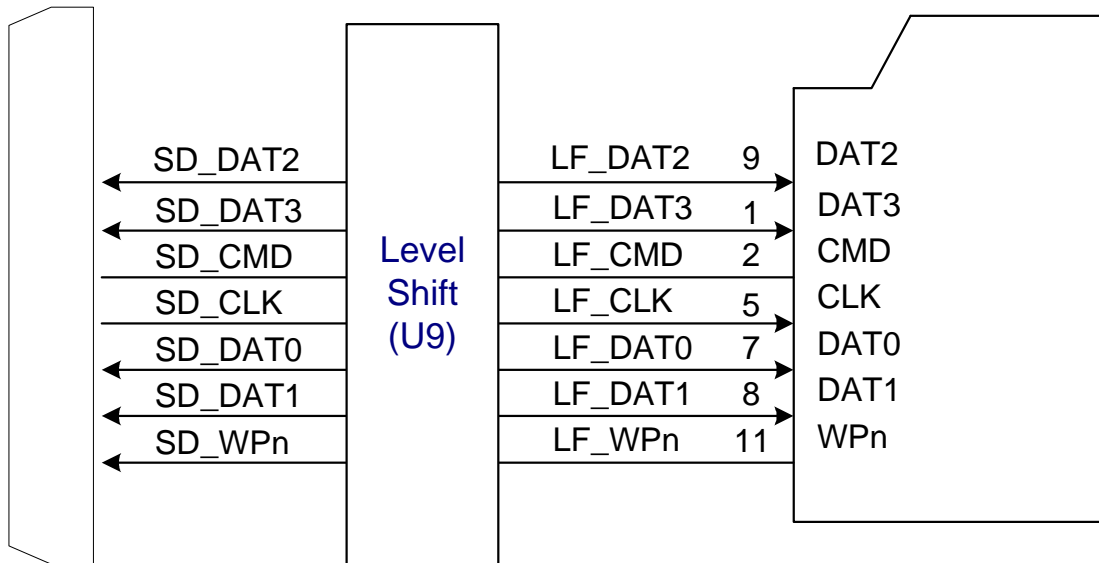 SD_DAT2 LF_DAT2 9 DAT2
SD_DAT3 LF_DAT3 1 DAT3
SD_CMD LF_CMD 2 CMD
SD_CLK LF_CLK 5 CLK
SD_DAT0 LF_DAT0 7 DAT0
SD_DAT1 LF_DAT1 8 DAT1
SD_WPn LF_WPn 11 WPn
Level
Shift
(U9)